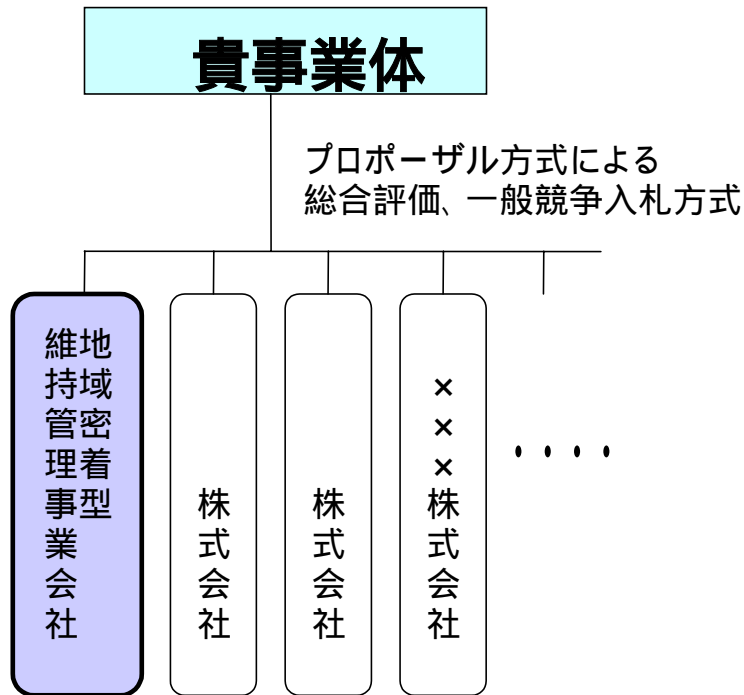 貴事業体
プロポーザル方式による
総合評価、一般競争入札方式
地域密着型
維持管理事業会社
株式会社
株式会社
×××株式会社
・・・・